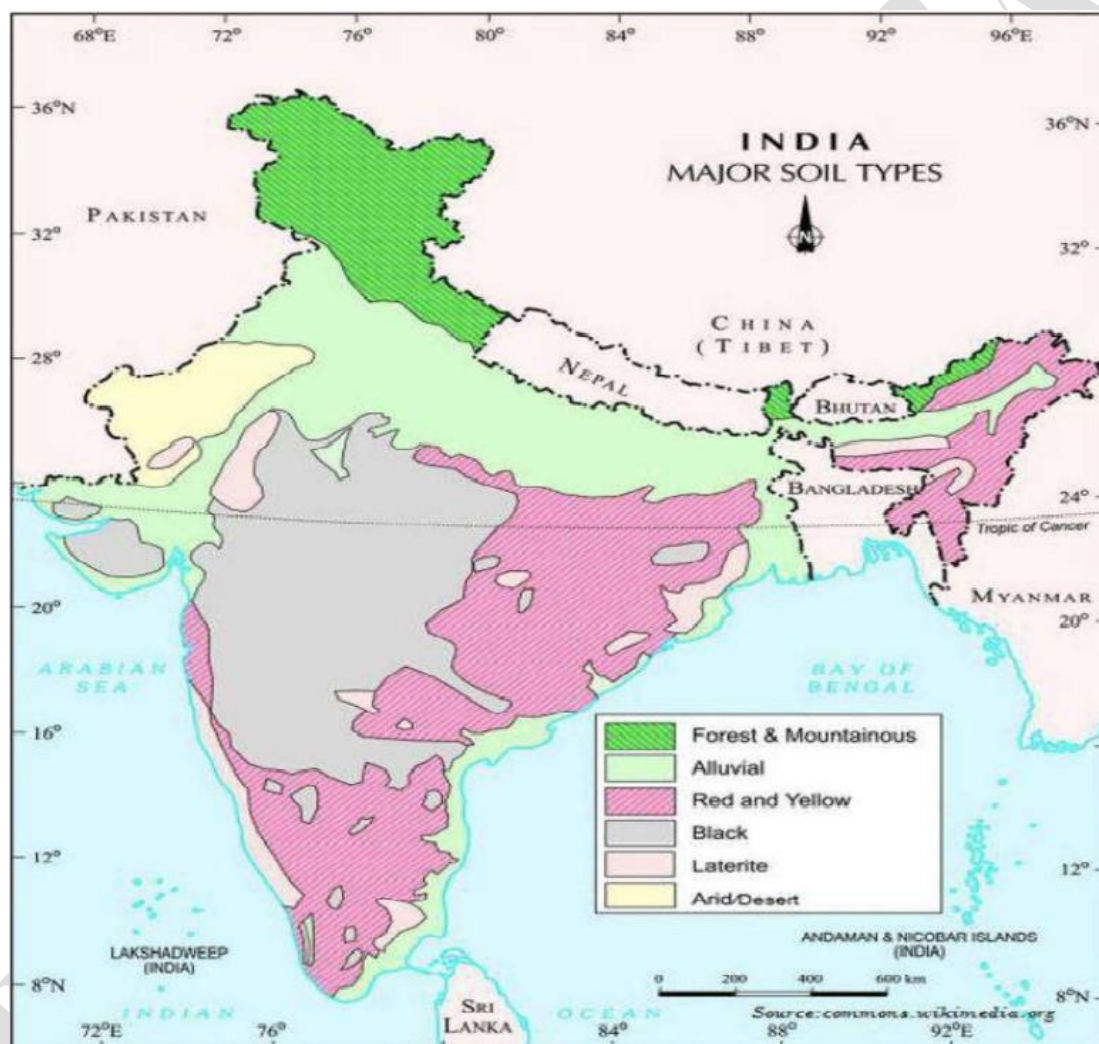 68°E 72° 76° 80° 84° 88° 92° 96°E
36°N 36°N
INDIA
MAJOR SOIL TYPES
N
PAKISTAN
32° 32°
CHINA
(TIBET)
NEPAL
28° 28°
BHUTAN
BANGLADESH
24° 24°
Tropic of Cancer
MYANMAR
20° 20°
ARABIAN
SEA
BAY OF
BENGAL
16° 16°
Forest & Mountainous
Alluvial
Red and Yellow
Black
Laterite
Arid/Desert
12° 12°
LAKSHADWEEP
(INDIA)
ANDAMAN & NICOBAR ISLANDS
(INDIA)
0 200 400 600 km
8°N 8°N
INDIAN OCEAN
SRI
LANKA
Source:commons.wikimedia.org
72°E 76° 80° 84° 88° 92°E